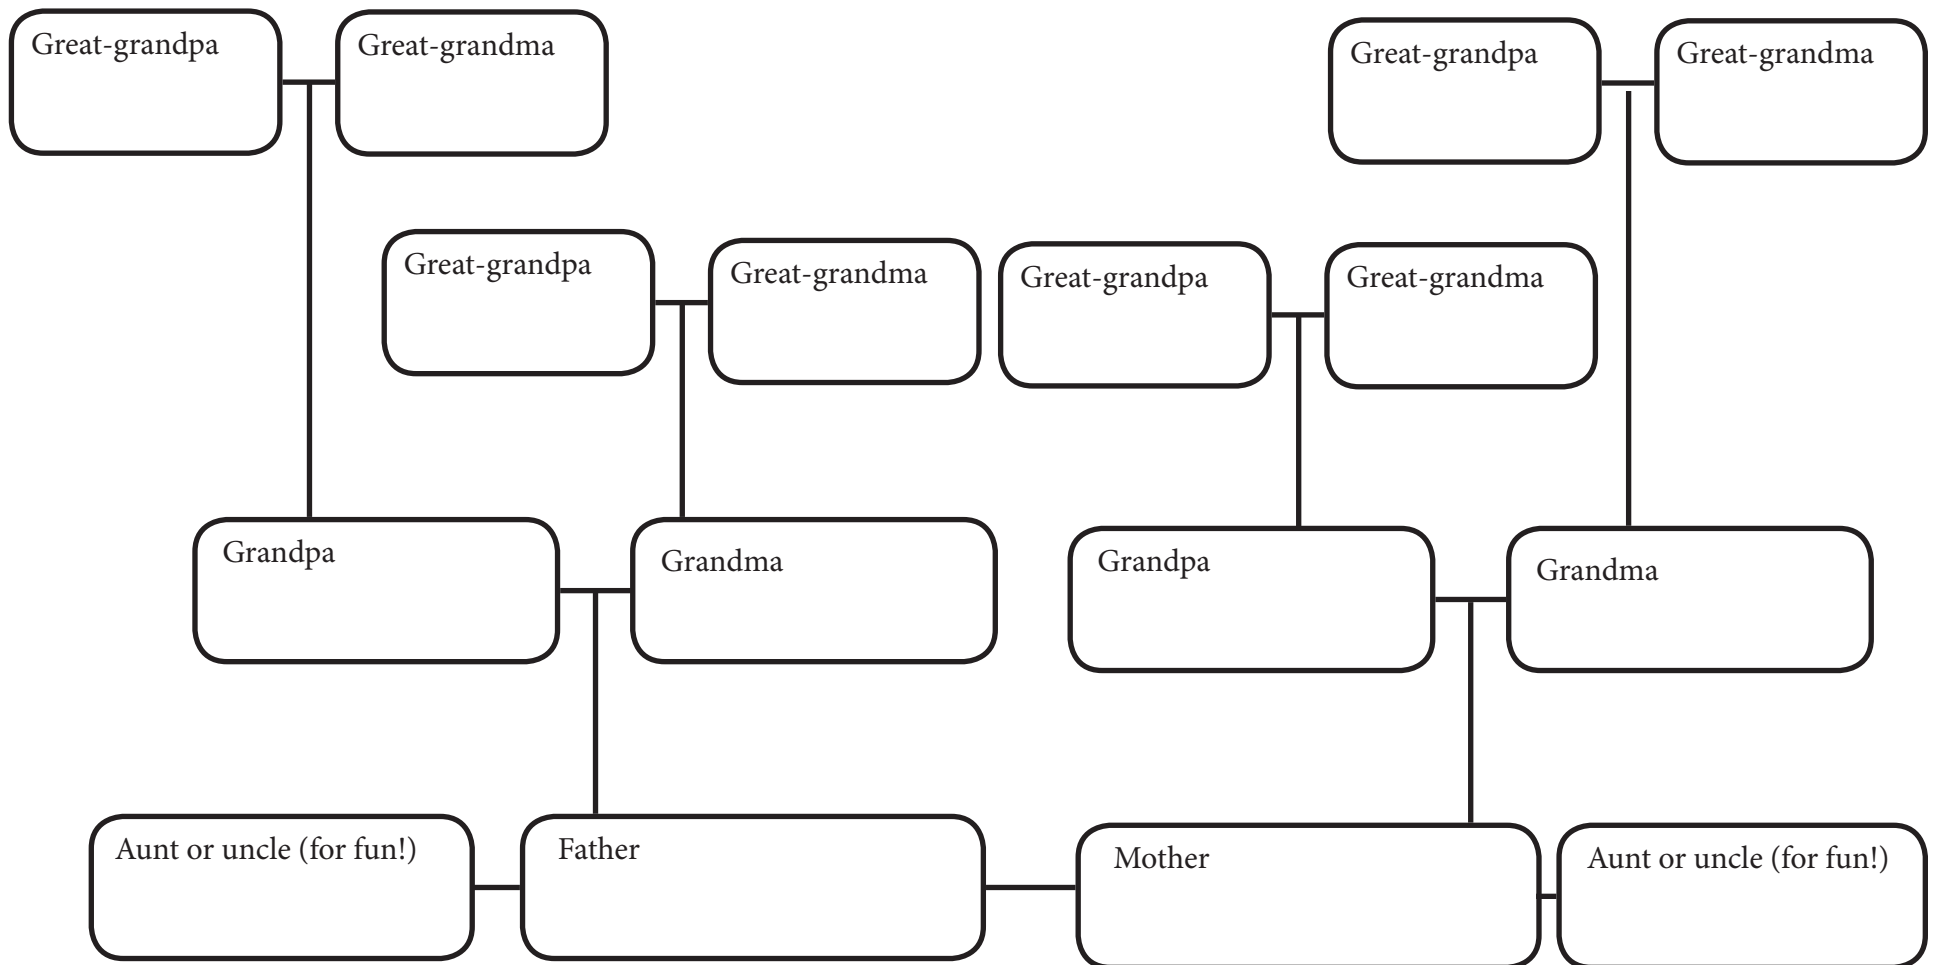 Great-grandpa
Great-grandma
Great-grandpa
Great-grandma
Great-grandpa
Great-grandma
Great-grandpa
Great-grandma
Grandpa
Grandma
Grandpa
Grandma
Aunt or uncle (for fun!)
Father
Mother
Aunt or uncle (for fun!)